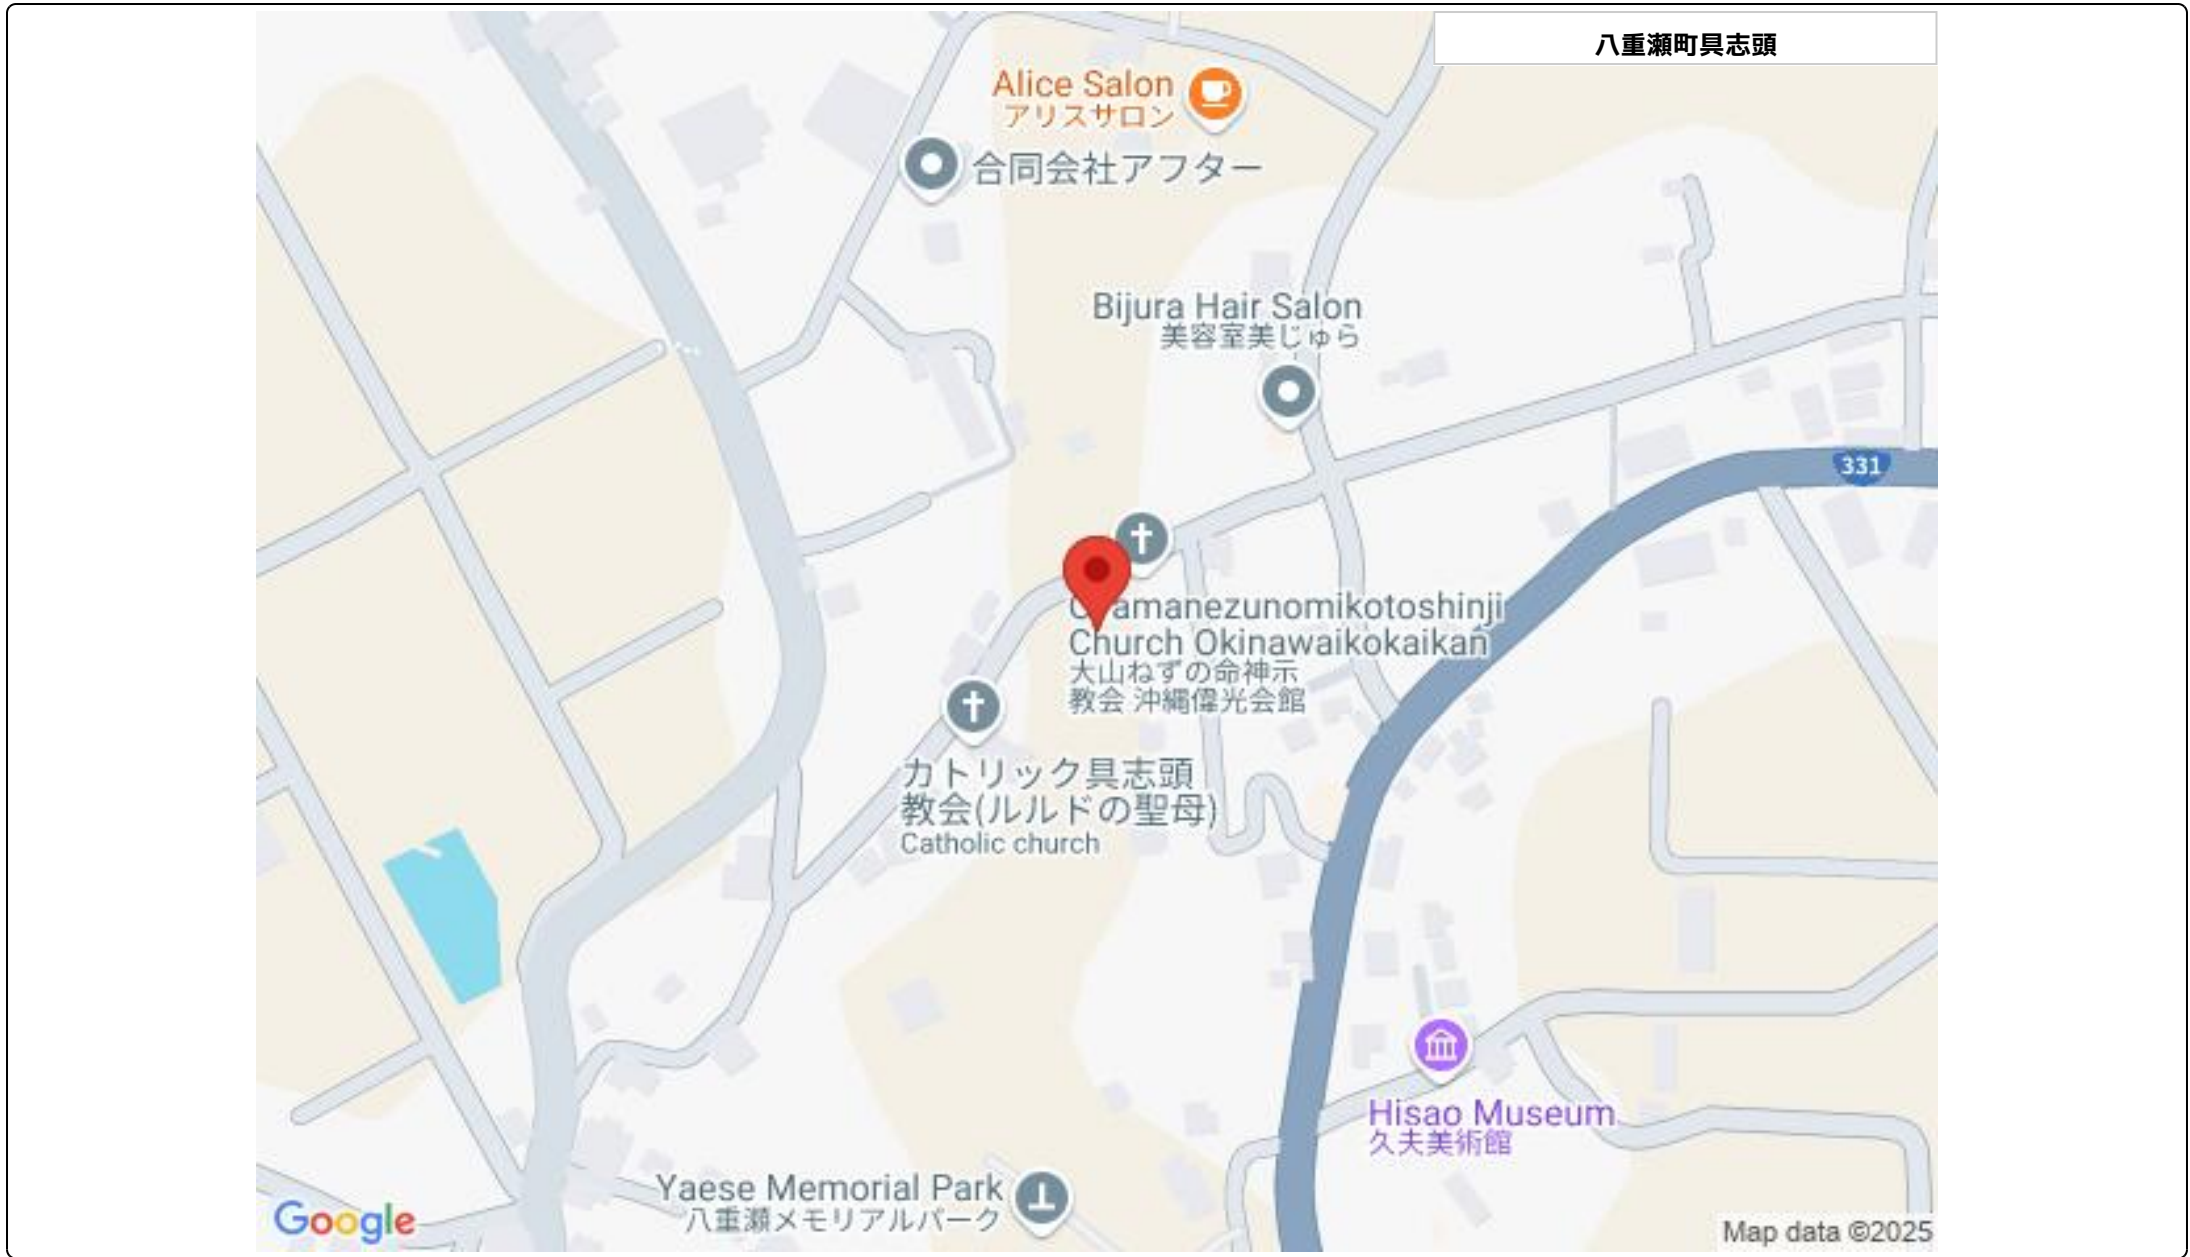 八重瀬町具志頭
Alice Salon
アリスサロン
合同会社アフター
Bijura Hair Salon
美容室美じゅら
331
Church Okinawaikokaikan
大山ねずの命神示
教会 沖縄偉光会館
カトリック具志頭
教会(ルルドの聖母)
Catholic church
Hisao Museum
久夫美術館
Yaese Memorial Park
八重瀬メモリアルパーク
Google
Map data ©2025